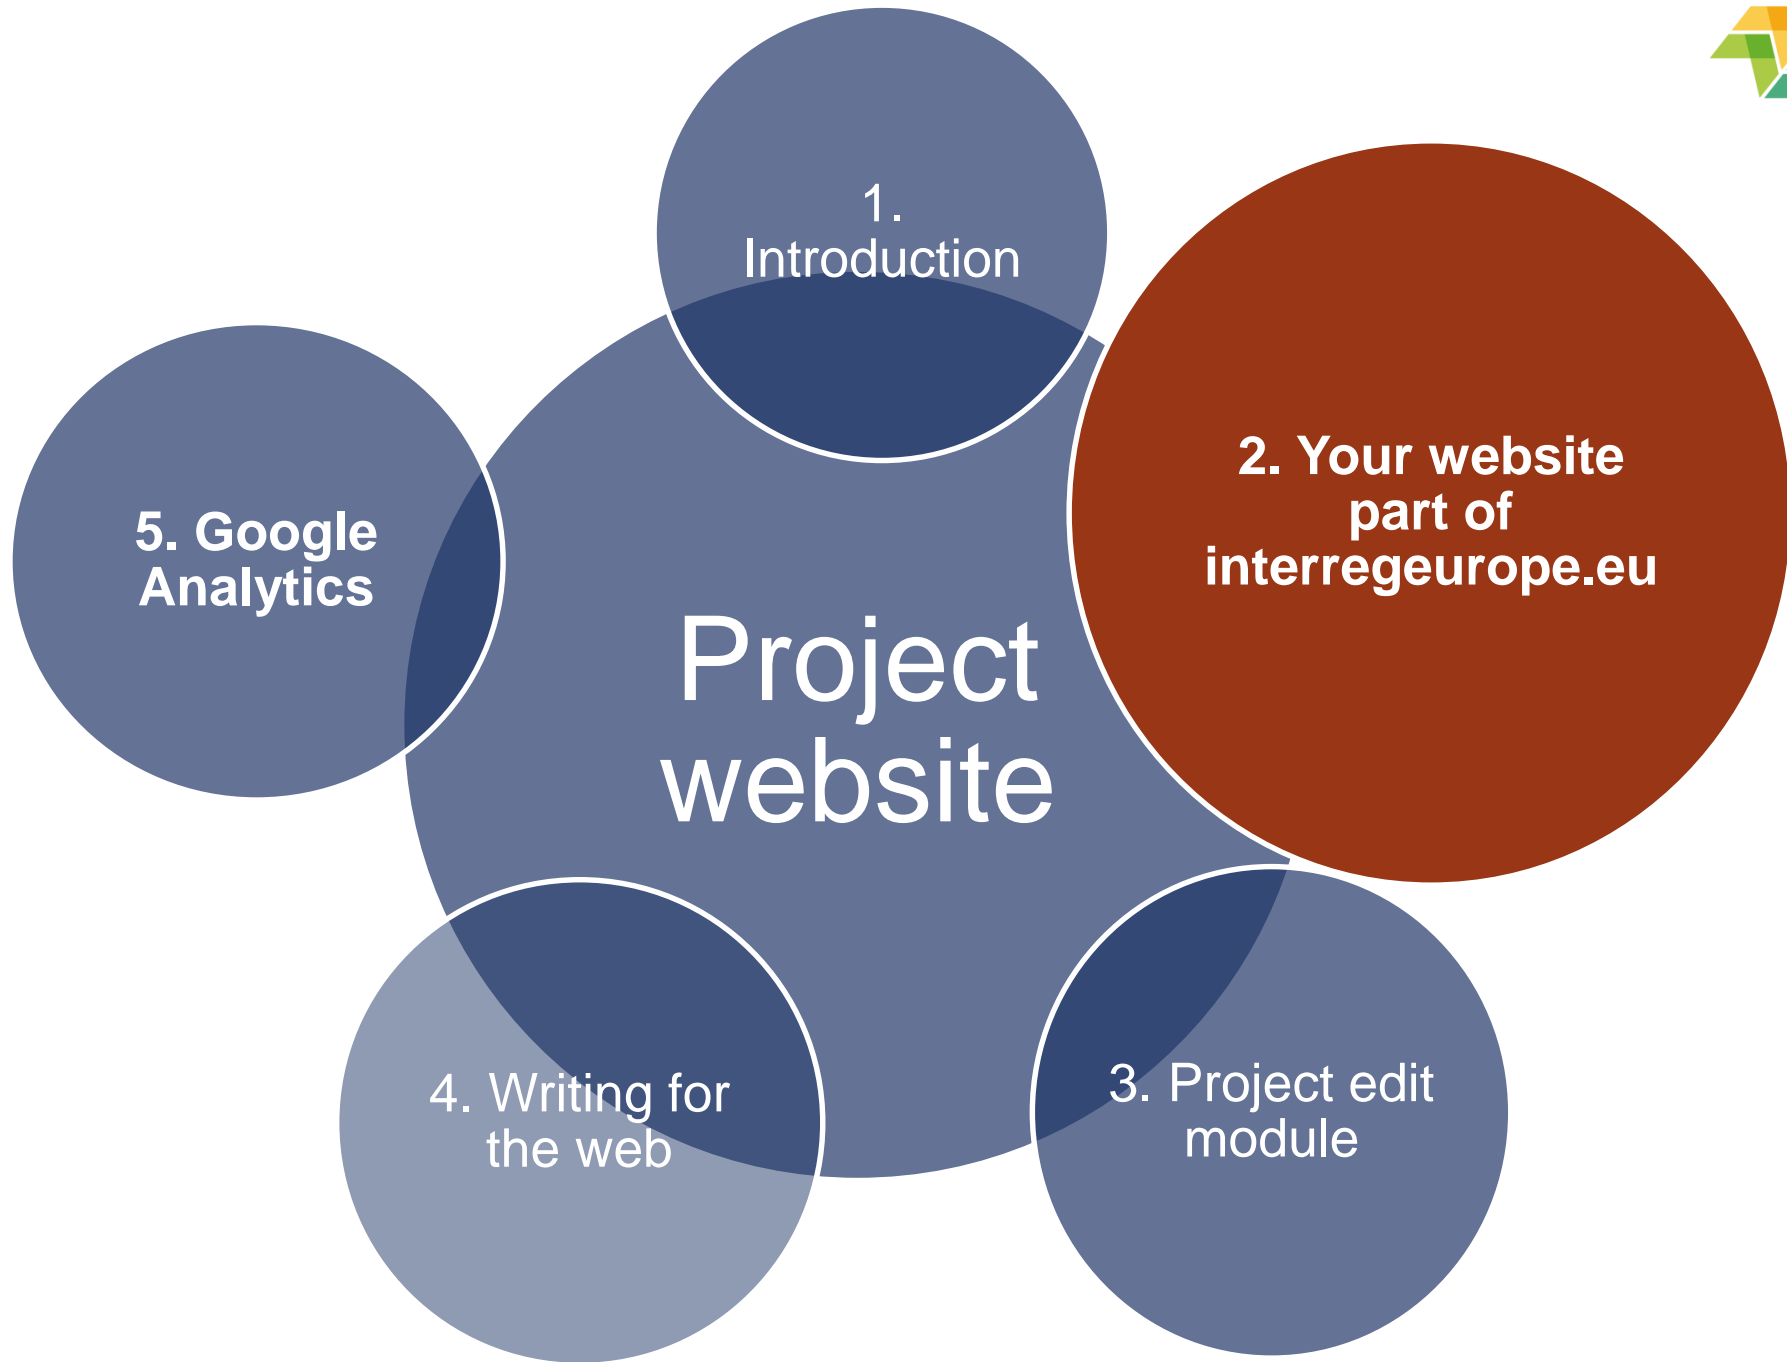 1.
Introduction
2. Your website
part of
interregeurope.eu
5. Google
Analytics
Project
website
3. Project edit
module
4. Writing for
the web